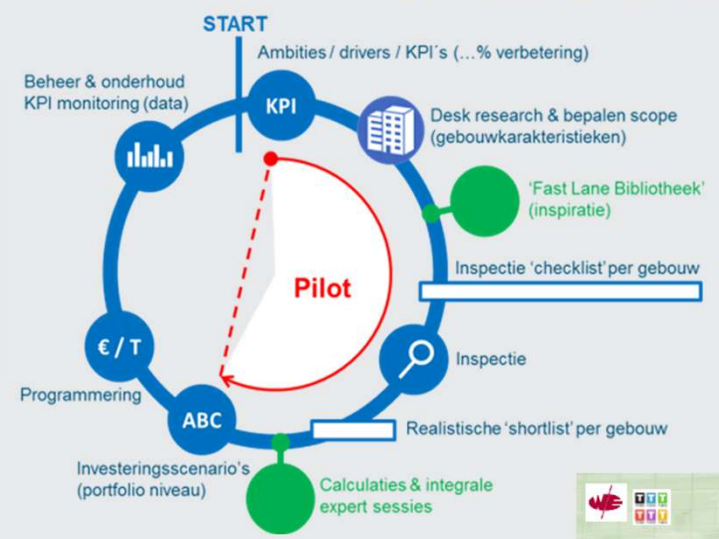 START
Ambities / drivers / KPI´s (…% verbetering)
KPI
Desk research & bepalen scope
(gebouwkarakteristieken)
‘Fast Lane Bibliotheek’
(inspiratie)
Inspectie ‘checklist’ per gebouw
Inspectie
Realistische ‘shortlist’ per gebouw
Calculaties & integrale
expert sessies
ABC
Investeringsscenario’s
(portfolio niveau)
€ / T
Programmering
Beheer & onderhoud
KPI monitoring (data)
Pilot
WE
T T T
T T T